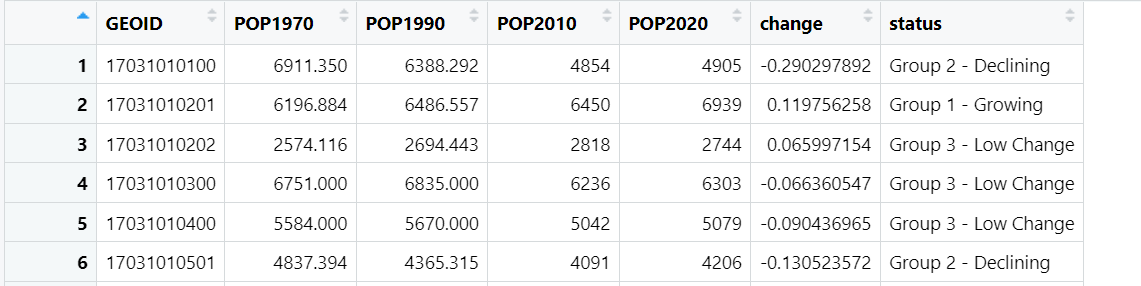 GEOID POP1970 POP1990 POP2010 POP2020 change status
1 17031010100 6911.350 6388.292 4854 4905 -0.290297892 Group 2 - Declining
2 17031010201 6196.884 6486.557 6450 6939 0.119756258 Group 1 - Growing
3 17031010202 2574.116 2694.443 2818 2744 0.065997154 Group 3 - Low Change
4 17031010300 6751.000 6835.000 6236 6303 -0.066360547 Group 3 - Low Change
5 17031010400 5584.000 5670.000 5042 5079 -0.090436965 Group 3 - Low Change
6 17031010501 4837.394 4365.315 4091 4206 -0.130523572 Group 2 - Declining